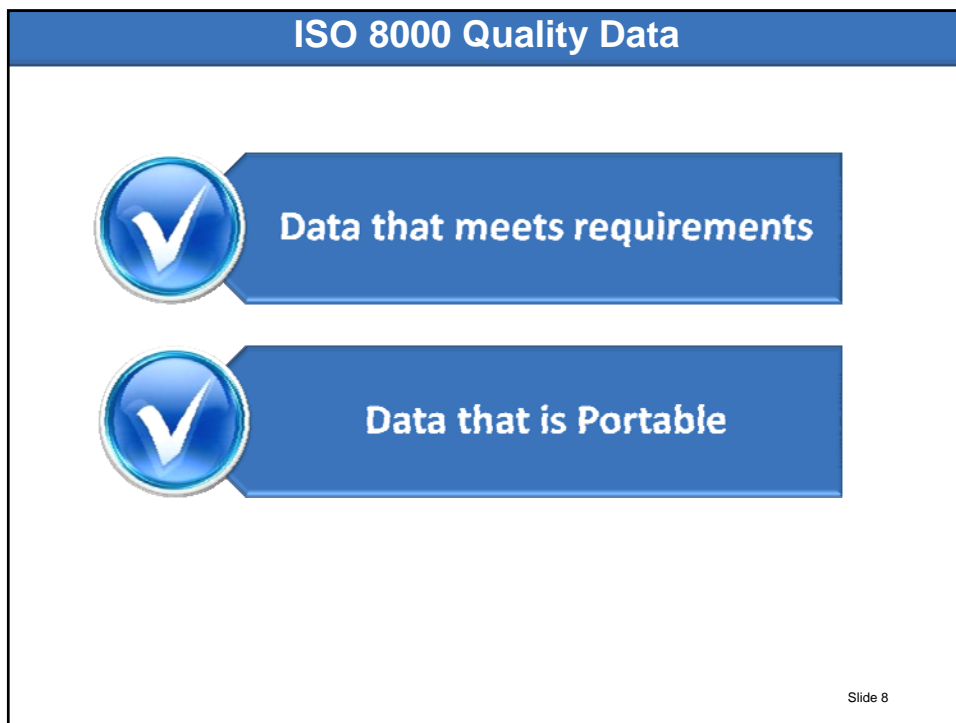 ISO 8000 Quality Data
Data that meets requirements
Data that is Portable
Slide 8